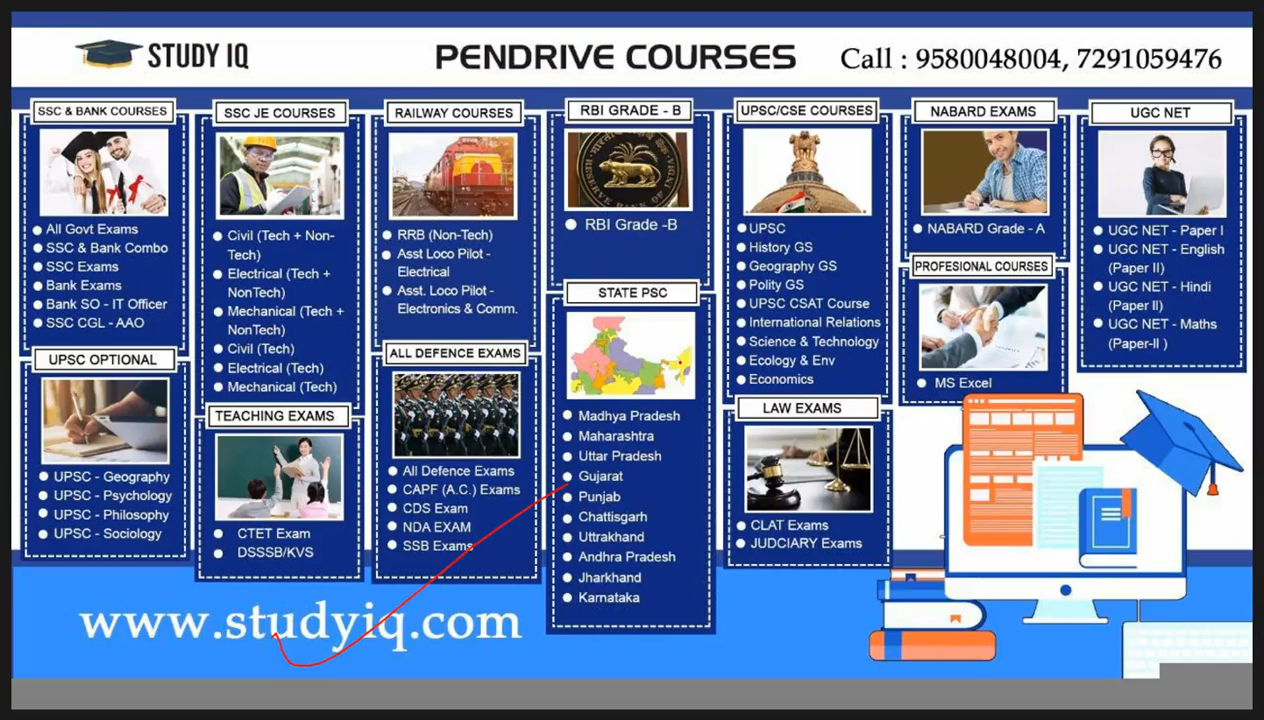 STUDY IQ
PENDRIVE COURSES
Call : 9580048004, 7291059476
SSC & BANK COURSES
All Govt Exams
SSC & Bank Combo
SSC Exams
Bank Exams
Bank SO - IT Officer
SSC CGL - AAO
UPSC OPTIONAL
UPSC - Geography
UPSC - Psychology
UPSC - Philosophy
UPSC - Sociology
SSC JE COURSES
Civil (Tech + Non-
Tech)
Electrical (Tech +
NonTech)
Mechanical (Tech +
NonTech)
Civil (Tech)
Electrical (Tech)
Mechanical (Tech)
TEACHING EXAMS
CTET Exam
DSSSB/KVS
RAILWAY COURSES
RRB (Non-Tech)
Asst Loco Pilot -
Electrical
Asst. Loco Pilot -
Electronics & Comm.
ALL DEFENCE EXAMS
All Defence Exams
CAPF (A.C.) Exams
CDS Exam
NDA EXAM
SSB Exams
RBI GRADE - B
RBI Grade -B
STATE PSC
Madhya Pradesh
Maharashtra
Uttar Pradesh
Gujarat
Punjab
Chattisgarh
Uttrakhand
Andhra Pradesh
Jharkhand
Karnataka
UPSC/CSE COURSES
UPSC
History GS
Geography GS
Polity GS
UPSC CSAT Course
International Relations
Science & Technology
Ecology & Env
Economics
LAW EXAMS
CLAT Exams
JUDCIARY Exams
NABARD EXAMS
NABARD Grade - A
PROFESIONAL COURSES
MS Excel
UGC NET
UGC NET - Paper I
UGC NET - English
(Paper II)
UGC NET - Hindi
(Paper II)
UGC NET - Maths
(Paper-II )
www.studyiq.com